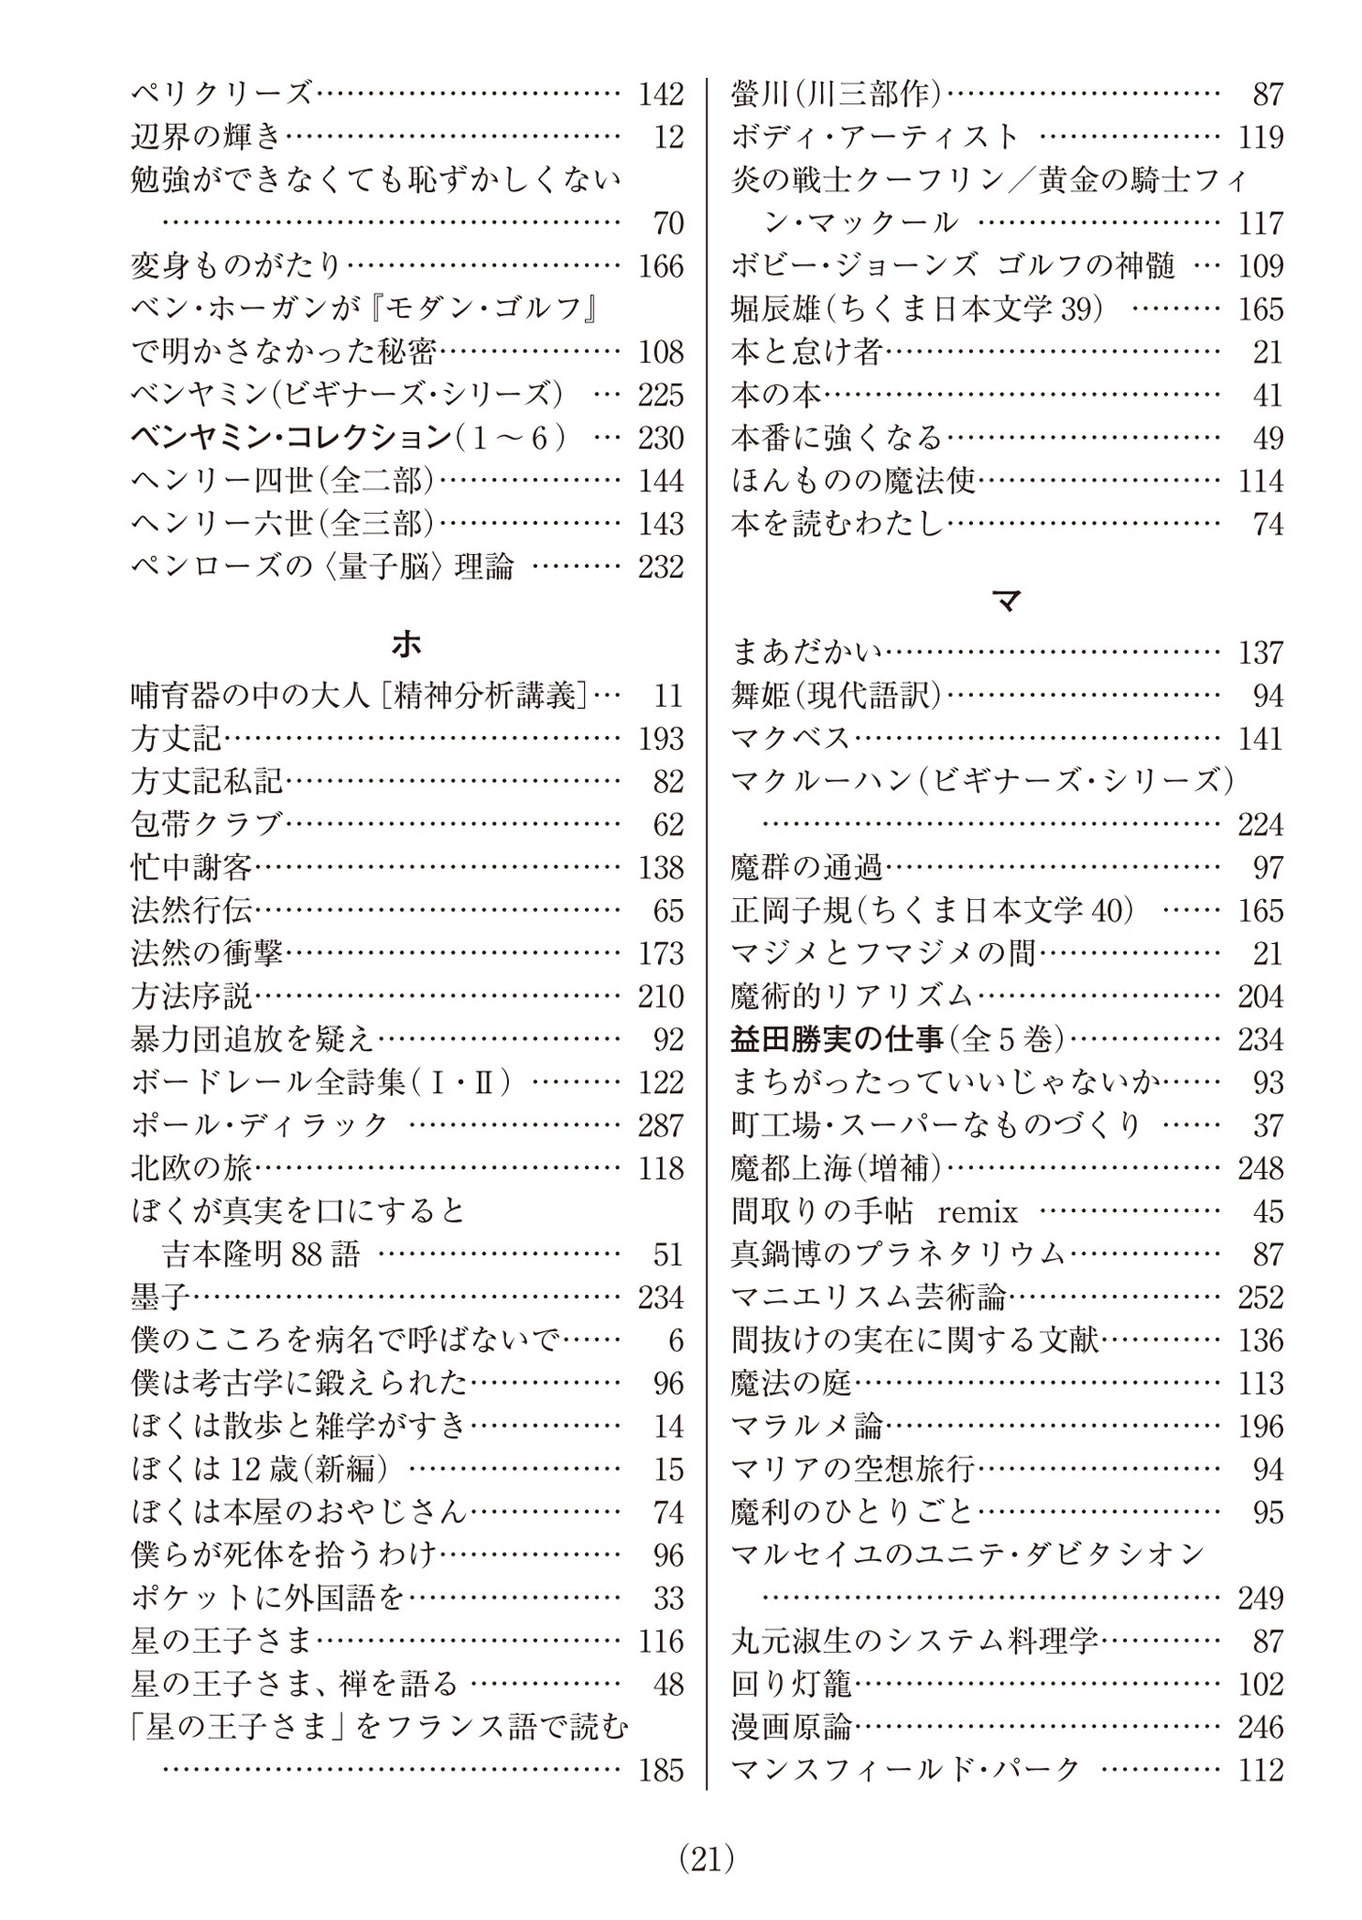 ペリクリーズ…………………………… 142
辺界の輝き……………………………… 12
勉強ができなくても恥ずかしくない
……………………………………… 70
変身ものがたり……………………… 166
ベン・ホーガンが『モダン・ゴルフ』
で明かさなかった秘密……………… 108
ベンヤミン(ビギナーズ・シリーズ) … 225
ベンヤミン・コレクション(1～6) … 230
ヘンリー四世(全二部)……………… 144
ヘンリー六世(全三部)……………… 143
ペンローズの〈量子脳〉理論 ……… 232
ホ
哺育器の中の大人[精神分析講義]… 11
方丈記………………………………… 193
方丈記私記…………………………… 82
包帯クラブ…………………………… 62
忙中謝客……………………………… 138
法然行伝……………………………… 65
法然の衝撃…………………………… 173
方法序説……………………………… 210
暴力団追放を疑え…………………… 92
ボードレール全詩集(Ⅰ・Ⅱ) ……… 122
ポール・ディラック ………………… 287
北欧の旅……………………………… 118
ぼくが真実を口にすると
吉本隆明88語 …………………… 51
墨子…………………………………… 234
僕のこころを病名で呼ばないで…… 6
僕は考古学に鍛えられた…………… 96
ぼくは散歩と雑学がすき…………… 14
ぼくは12歳(新編) ………………… 15
ぼくは本屋のおやじさん…………… 74
僕らが死体を拾うわけ……………… 96
ポケットに外国語を………………… 33
星の王子さま………………………… 116
星の王子さま、禅を語る …………… 48
「星の王子さま」をフランス語で読む
……………………………………… 185
螢川(川三部作)……………………… 87
ボディ・アーティスト ……………… 119
炎の戦士クーフリン／黄金の騎士フィ
ン・マックール …………………… 117
ボビー・ジョーンズ ゴルフの神髄 … 109
堀辰雄(ちくま日本文学39) ……… 165
本と怠け者…………………………… 21
本の本………………………………… 41
本番に強くなる……………………… 49
ほんものの魔法使…………………… 114
本を読むわたし……………………… 74
マ
まあだかい…………………………… 137
舞姫(現代語訳)……………………… 94
マクベス……………………………… 141
マクルーハン(ビギナーズ・シリーズ)
……………………………………… 224
魔群の通過…………………………… 97
正岡子規(ちくま日本文学40) …… 165
マジメとフマジメの間……………… 21
魔術的リアリズム…………………… 204
益田勝実の仕事(全5巻)…………… 234
まちがったっていいじゃないか…… 93
町工場・スーパーなものづくり …… 37
魔都上海(増補)……………………… 248
間取りの手帖 remix ……………… 45
真鍋博のプラネタリウム…………… 87
マニエリスム芸術論………………… 252
間抜けの実在に関する文献………… 136
魔法の庭……………………………… 113
マラルメ論…………………………… 196
マリアの空想旅行…………………… 94
魔利のひとりごと…………………… 95
マルセイユのユニテ・ダビタシオン
……………………………………… 249
丸元淑生のシステム料理学………… 87
回り灯籠……………………………… 102
漫画原論……………………………… 246
マンスフィールド・パーク ………… 112
(21)